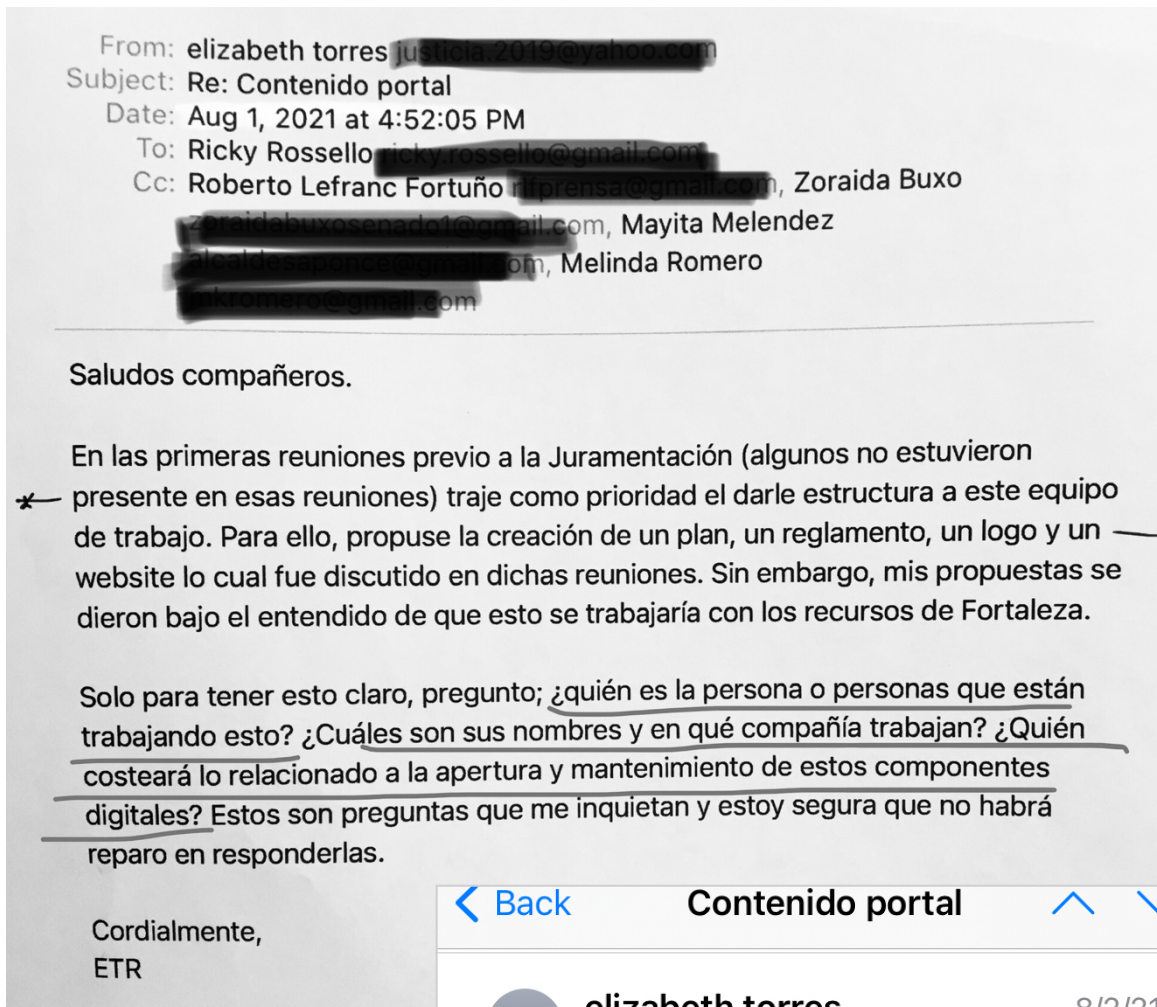 From: elizabeth torres
Subject: Re: Contenido portal
Date: Aug 1, 2021 at 4:52:05 PM
To: Ricky Rossello
Cc: Roberto Lefranc Fortuño , Zoraida Buxo
, Mayita Melendez
, Melinda Romero
Saludos compañeros.
En las primeras reuniones previo a la Juramentación (algunos no estuvieron
presente en esas reuniones) traje como prioridad el darle estructura a este equipo
de trabajo. Para ello, propuse la creación de un plan, un reglamento, un logo y un
website lo cual fue discutido en dichas reuniones. Sin embargo, mis propuestas se
dieron bajo el entendido de que esto se trabajaría con los recursos de Fortaleza.
Solo para tener esto claro, pregunto; ¿quién es la persona o personas que están
trabajando esto? ¿Cuáles son sus nombres y en qué compañía trabajan? ¿Quién
costeará lo relacionado a la apertura y mantenimiento de estos componentes
digitales? Estos son preguntas que me inquietan y estoy segura que no habrá
reparo en responderlas.
Cordialmente,
ETR
Back Contenido portal
elizabeth torres 8/2/21